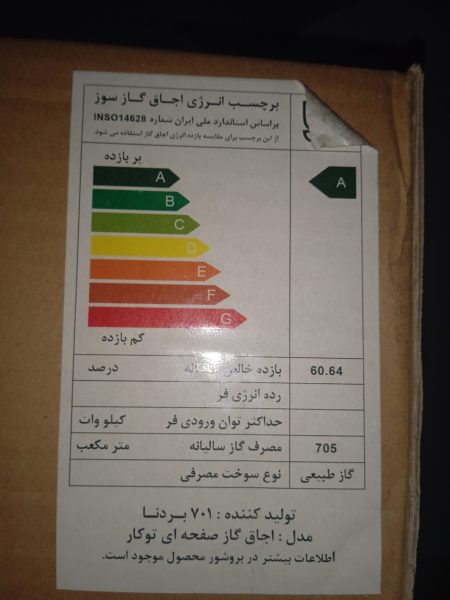 برچسب انرژی اجاق گاز سوز
براساس استاندارد ملی ایران شماره INSO14628
از این برچسب برای مقایسه بازده انرژی اجاق گاز استفاده می شود
پر بازده
A A
B
C
D
E
F
G
کم بازده
بازده خالص درصد 60.64
رده انرژی فر
حداکثر توان ورودی فر کیلو وات
مصرف گاز سالیانه متر مکعب 705
نوع سوخت مصرفی گاز طبیعی
تولید کننده : ۷۰۱ بردنا
مدل : اجاق گاز صفحه ای توکار
اطلاعات بیشتر در بروشور محصول موجود است.